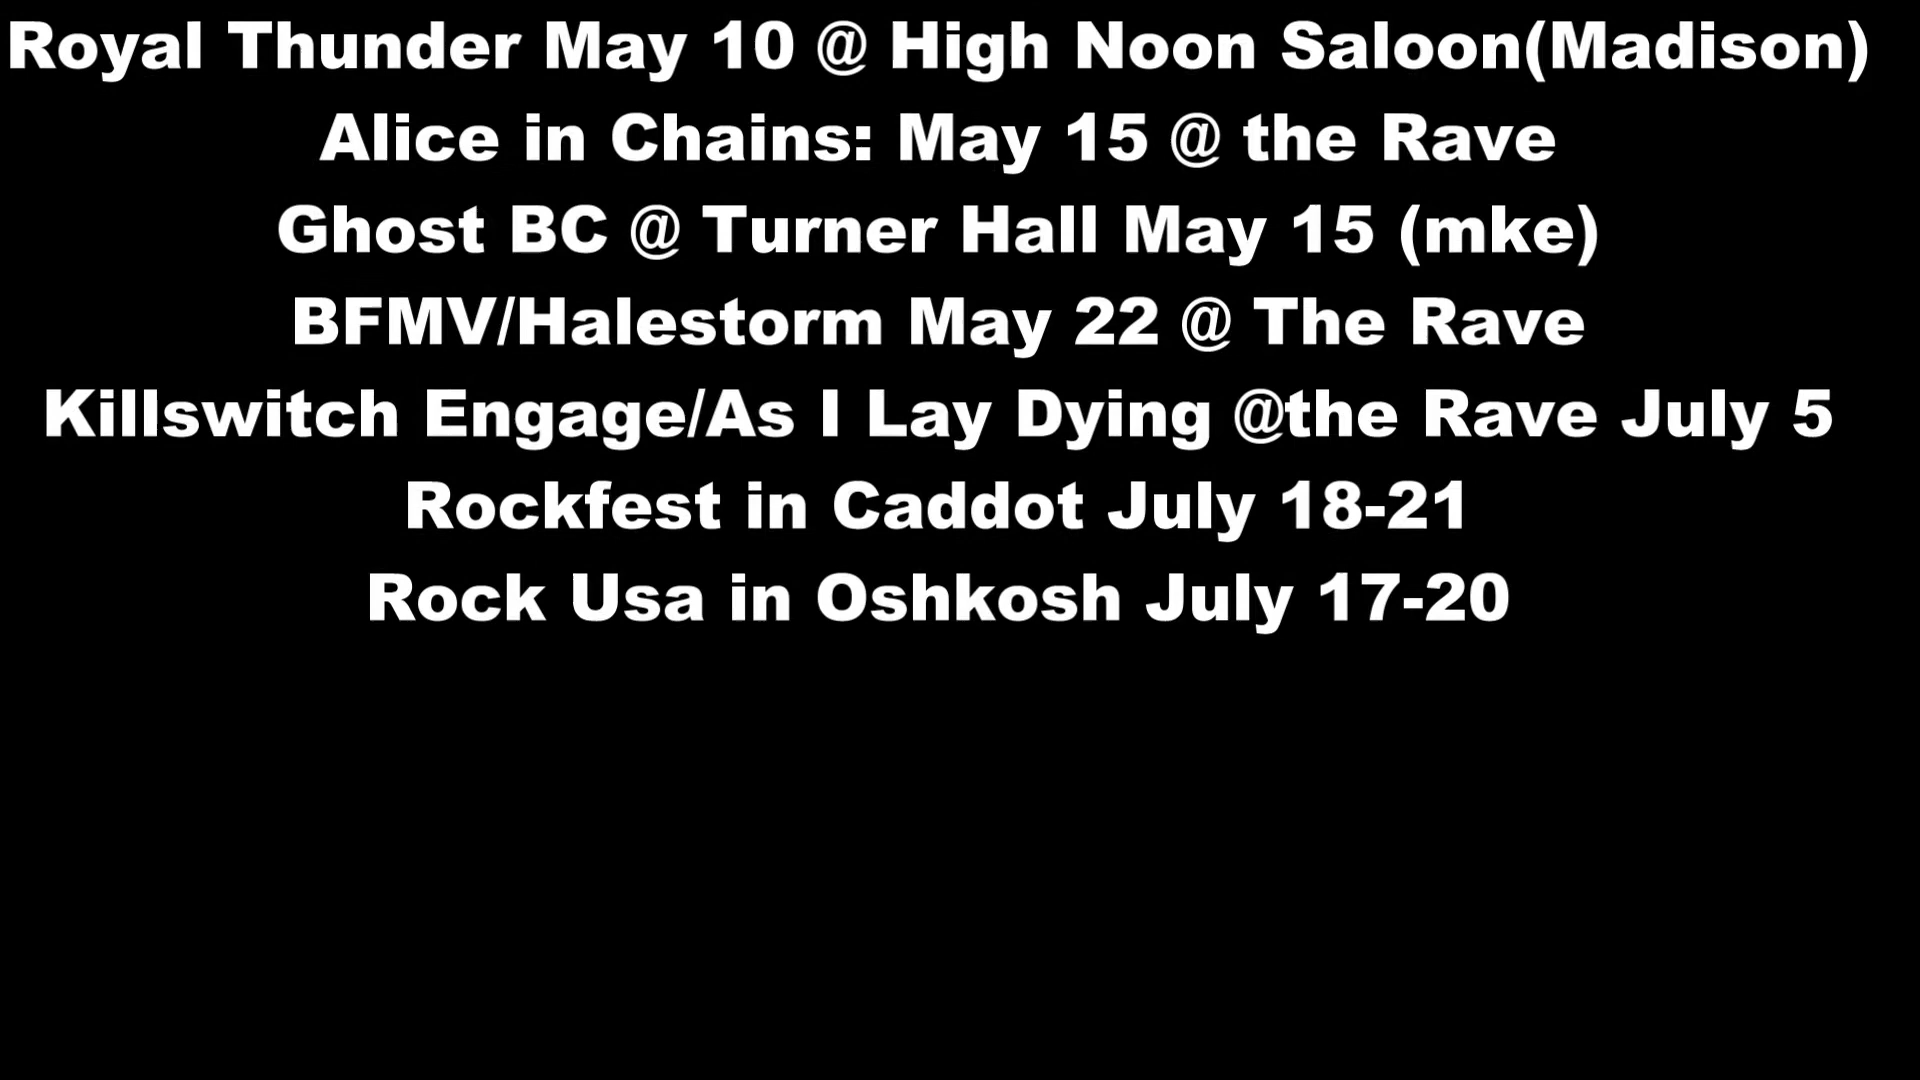 Royal Thunder May 10 @ High Noon Saloon(Madison)
Alice in Chains: May 15 @ the Rave
Ghost BC @ Turner Hall May 15 (mke)
BFMV/Halestorm May 22 @ The Rave
Killswitch Engage/As I Lay Dying @the Rave July 5
Rockfest in Caddot July 18-21
Rock Usa in Oshkosh July 17-20